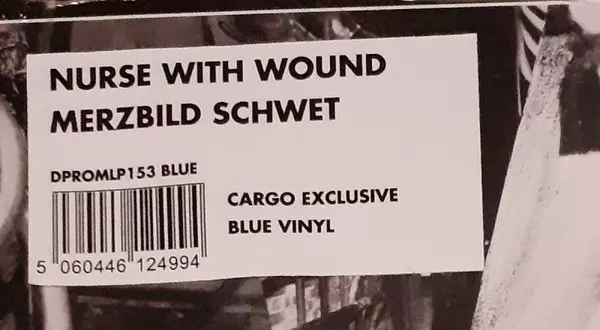 NURSE WITH WOUND
MERZBILD SCHWET
DPROMLP153 BLUE
CARGO EXCLUSIVE
BLUE VINYL
5 060446 124994